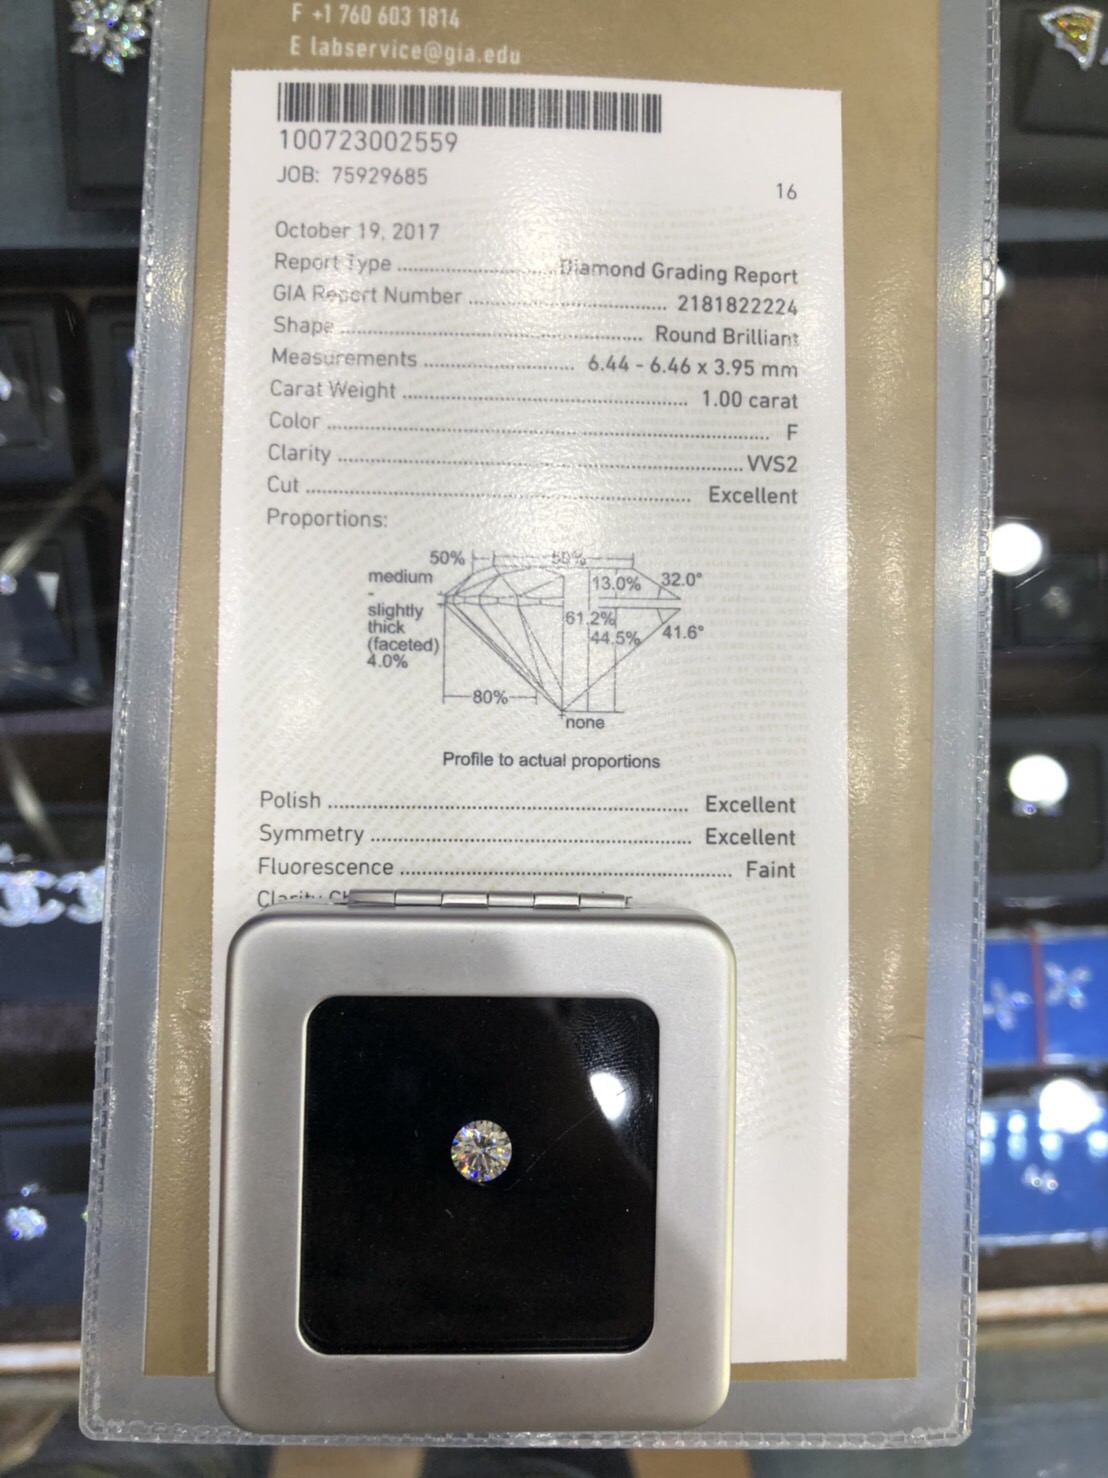 F +1 760 603 1814
E labservice@gia.edu
100723002559
JOB: 75929685
16
October 19, 2017
Report Type ........................ Diamond Grading Report
GIA Report Number ........................ 2181822224
Shape ........................ Round Brilliant
Measurements ........................ 6.44 - 6.46 x 3.95 mm
Carat Weight ........................ 1.00 carat
Color ........................ F
Clarity ........................ VVS2
Cut ........................ Excellent
Proportions:
50%
medium
-
slightly
thick
(faceted)
4.0%
13.0%
32.0°
61.2%
44.5%
41.6°
80%
none
Profile to actual proportions
Polish ........................ Excellent
Symmetry ........................ Excellent
Fluorescence ........................ Faint
Clarity